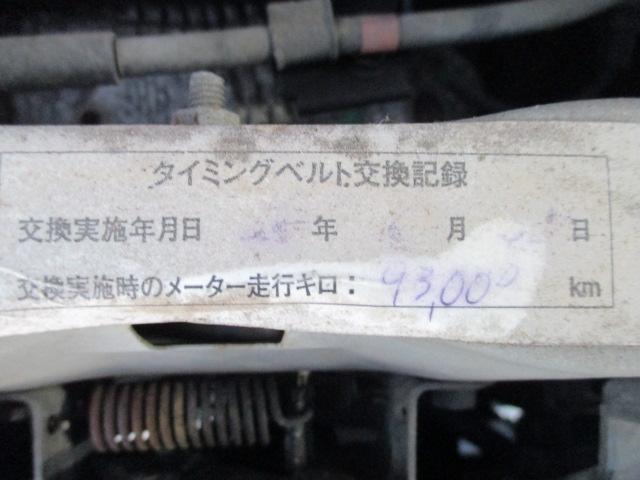 タイミングベルト交換記録
交換実施年月日 年 月 日
交換実施時のメーター走行キロ： 93,000 km